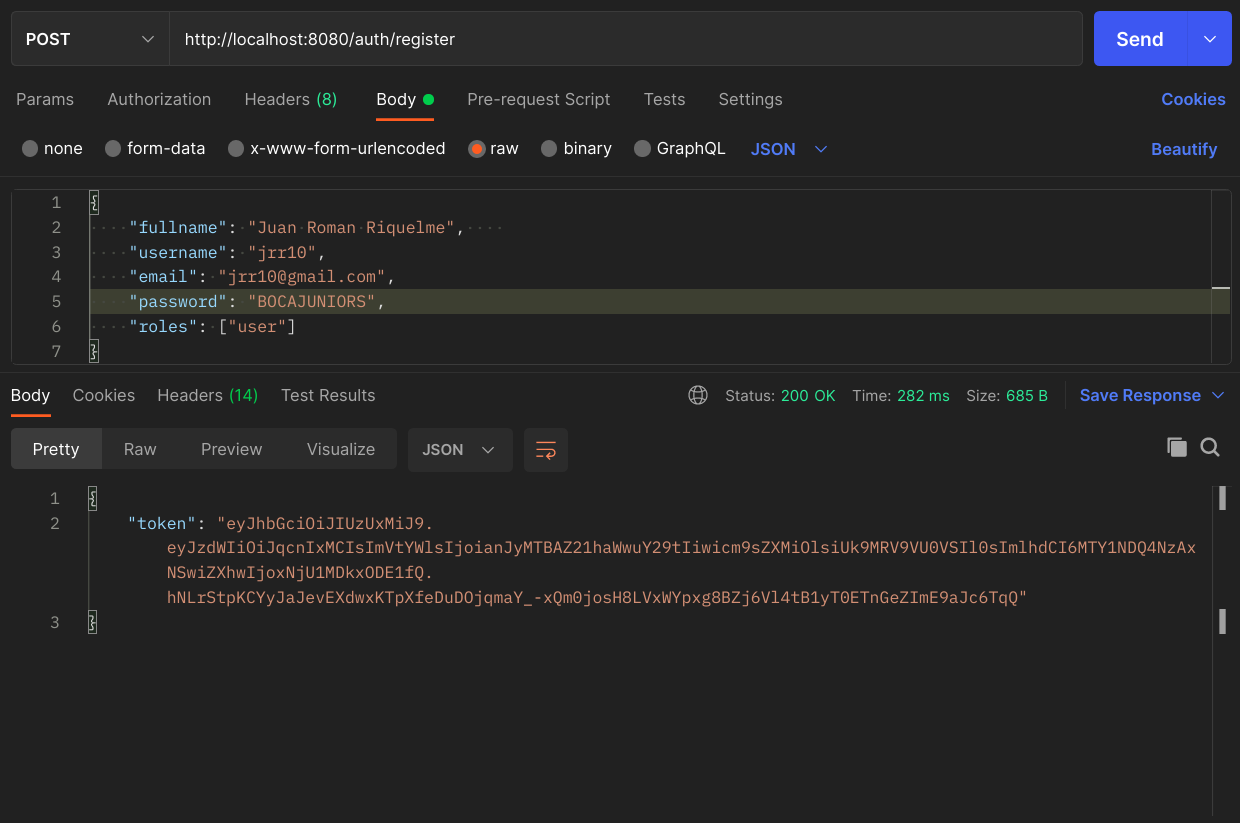 POST http://localhost:8080/auth/register Send
Params Authorization Headers (8) Body Pre-request Script Tests Settings Cookies
none form-data x-www-form-urlencoded raw binary GraphQL JSON Beautify
1 {
2 "fullname": "Juan Roman Riquelme",
3 "username": "jrr10",
4 "email": "jrr10@gmail.com",
5 "password": "BOCAJUNIORS",
6 "roles": ["user"]
7 }
Body Cookies Headers (14) Test Results Status: 200 OK Time: 282 ms Size: 685 B Save Response
Pretty Raw Preview Visualize JSON
1 {
2 "token": "eyJhbGciOiJIUzUxMiJ9.
eyJzdWIiOiJqcnIxMCIsImVtYWlsIjoianJyMTBAZ21haWwuY29tIiwicm9sZXMiOlsiUk9MRV9VU0VSIl0sImlhdCI6MTY1NDQ4NzAx
NSwiZXhwIjoxNjU1MDkxODE1fQ.
hNLrStpKCYyJaJevEXdwxKTpXfeDuDOjqmaY_-xQm0josH8LVxWYpxg8BZj6Vl4tB1yT0ETnGeZImE9aJc6TqQ"
3 }